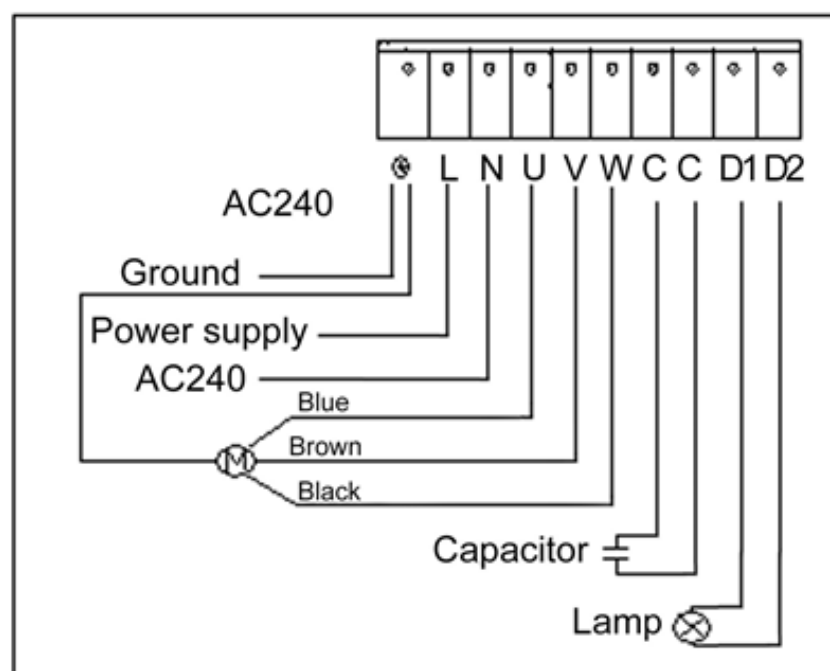 L N U V W C C D1 D2
AC240
Ground
Power supply
AC240
Blue
Brown
M
Black
Capacitor
Lamp